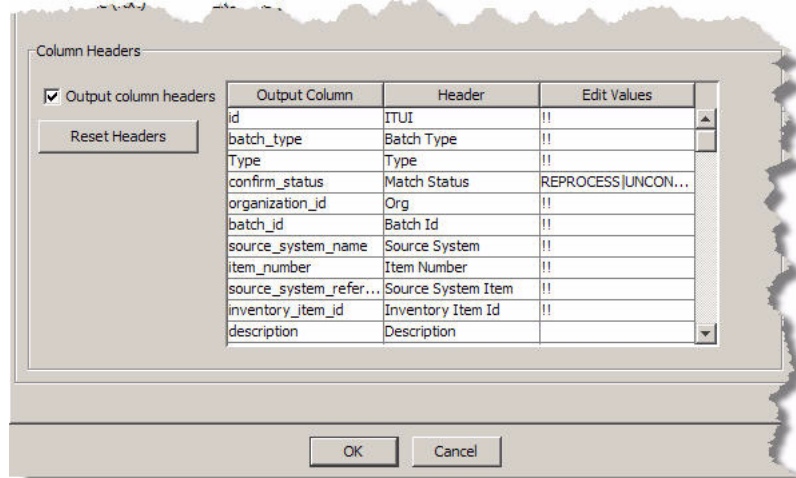 Column Headers
Output column headers
Reset Headers
Output Column Header Edit Values
id ITUI !!
batch_type Batch Type !!
Type Type !!
confirm_status Match Status REPROCESS|UNCON...
organization_id Org !!
batch_id Batch Id !!
source_system_name Source System !!
item_number Item Number !!
source_system_refer... Source System Item !!
inventory_item_id Inventory Item Id !!
description Description
OK Cancel